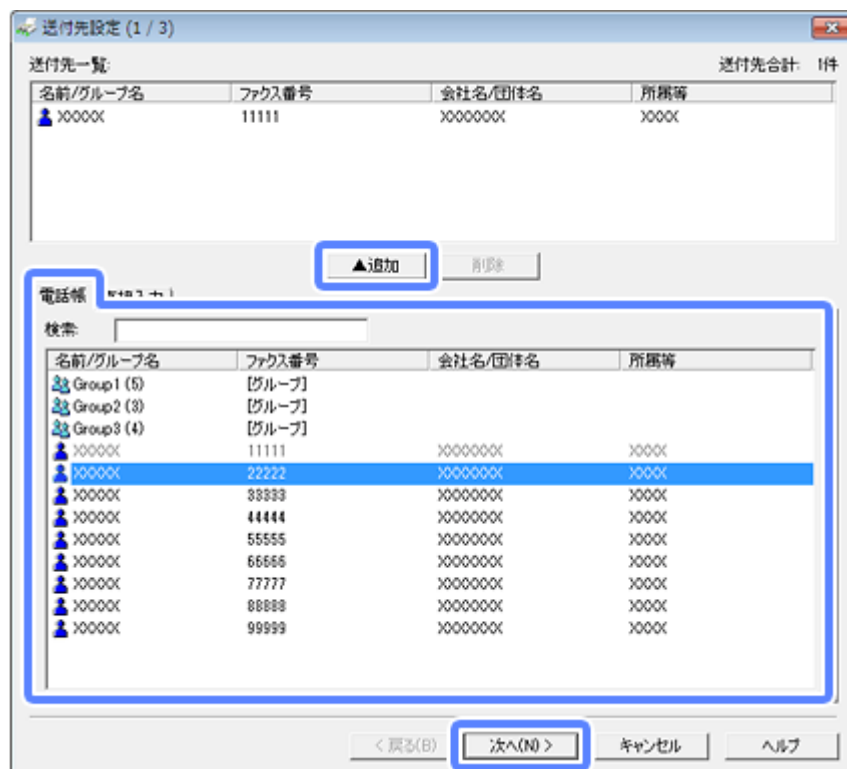 送付先設定 (1 / 3)
送付先一覧: 送付先合計: 1件
名前/グループ名 ファクス番号 会社名/団体名 所属等
XXXXX 11111 XXXXXXX XXXX
▲追加 削除
電話帳
検索:
名前/グループ名 ファクス番号 会社名/団体名 所属等
Group1 (5) [グループ]
Group2 (3) [グループ]
Group3 (4) [グループ]
XXXXX 11111 XXXXXXX XXXX
XXXXX 22222 XXXXXXX XXXX
XXXXX 33333 XXXXXXX XXXX
XXXXX 44444 XXXXXXX XXXX
XXXXX 55555 XXXXXXX XXXX
XXXXX 66666 XXXXXXX XXXX
XXXXX 77777 XXXXXXX XXXX
XXXXX 88888 XXXXXXX XXXX
XXXXX 99999 XXXXXXX XXXX
< 戻る(B) 次へ(N) > キャンセル ヘルプ